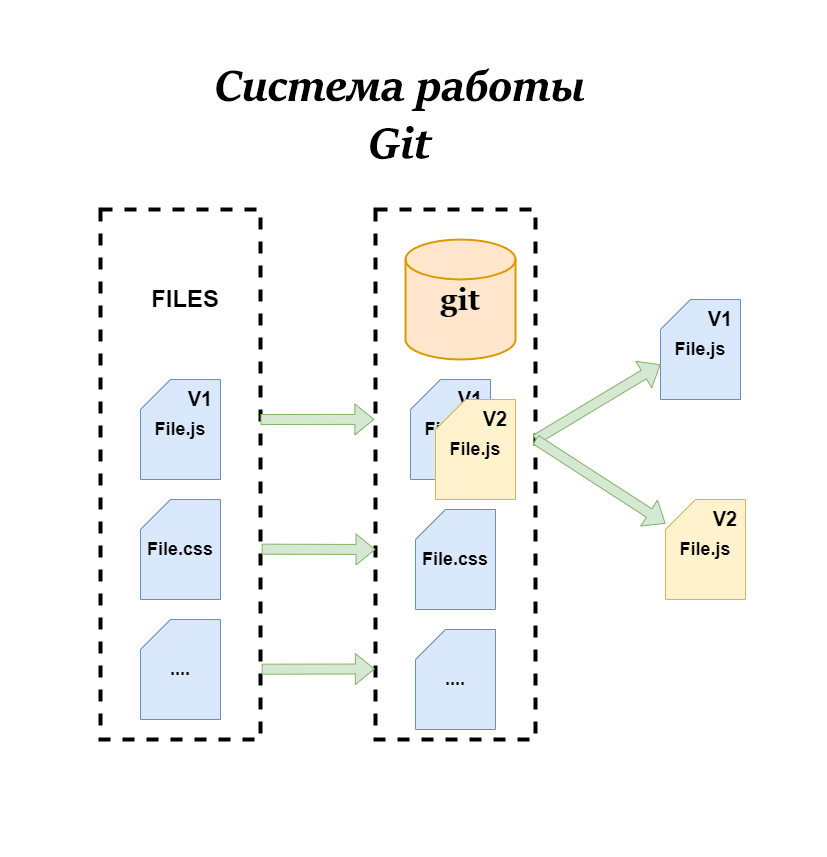 Система работы
Git
FILES
V1
File.js
File.css
....
git
V1
V2
File.js
File.css
....
V1
File.js
V2
File.js